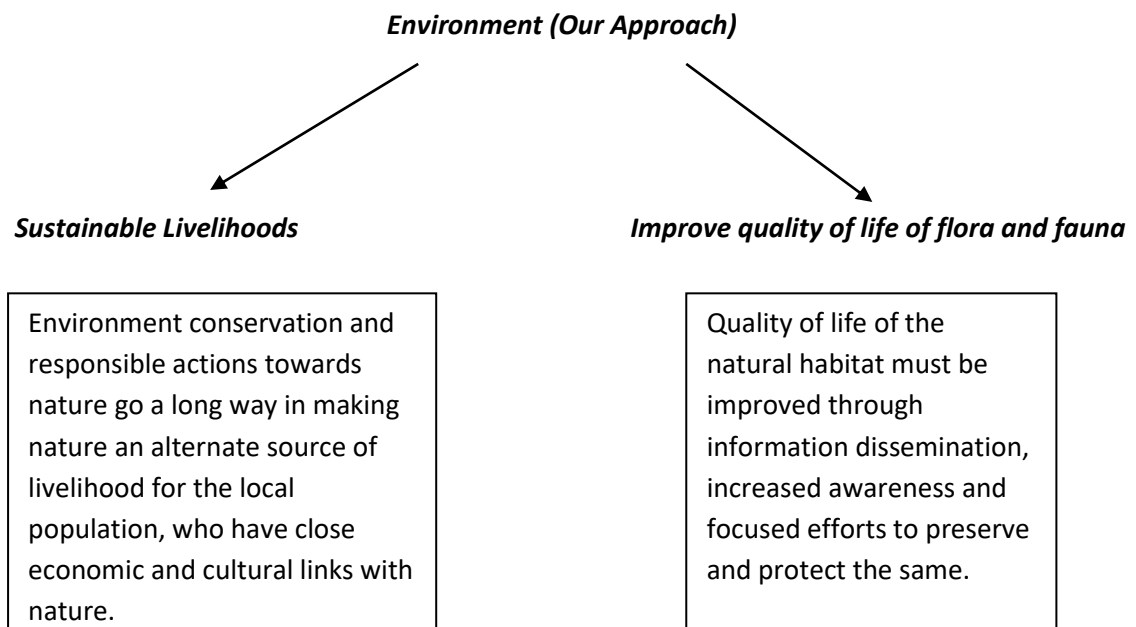 Environment (Our Approach)
Sustainable Livelihoods
Improve quality of life of flora and fauna
Environment conservation and
responsible actions towards
nature go a long way in making
nature an alternate source of
livelihood for the local
population, who have close
economic and cultural links with
nature.
Quality of life of the
natural habitat must be
improved through
information dissemination,
increased awareness and
focused efforts to preserve
and protect the same.